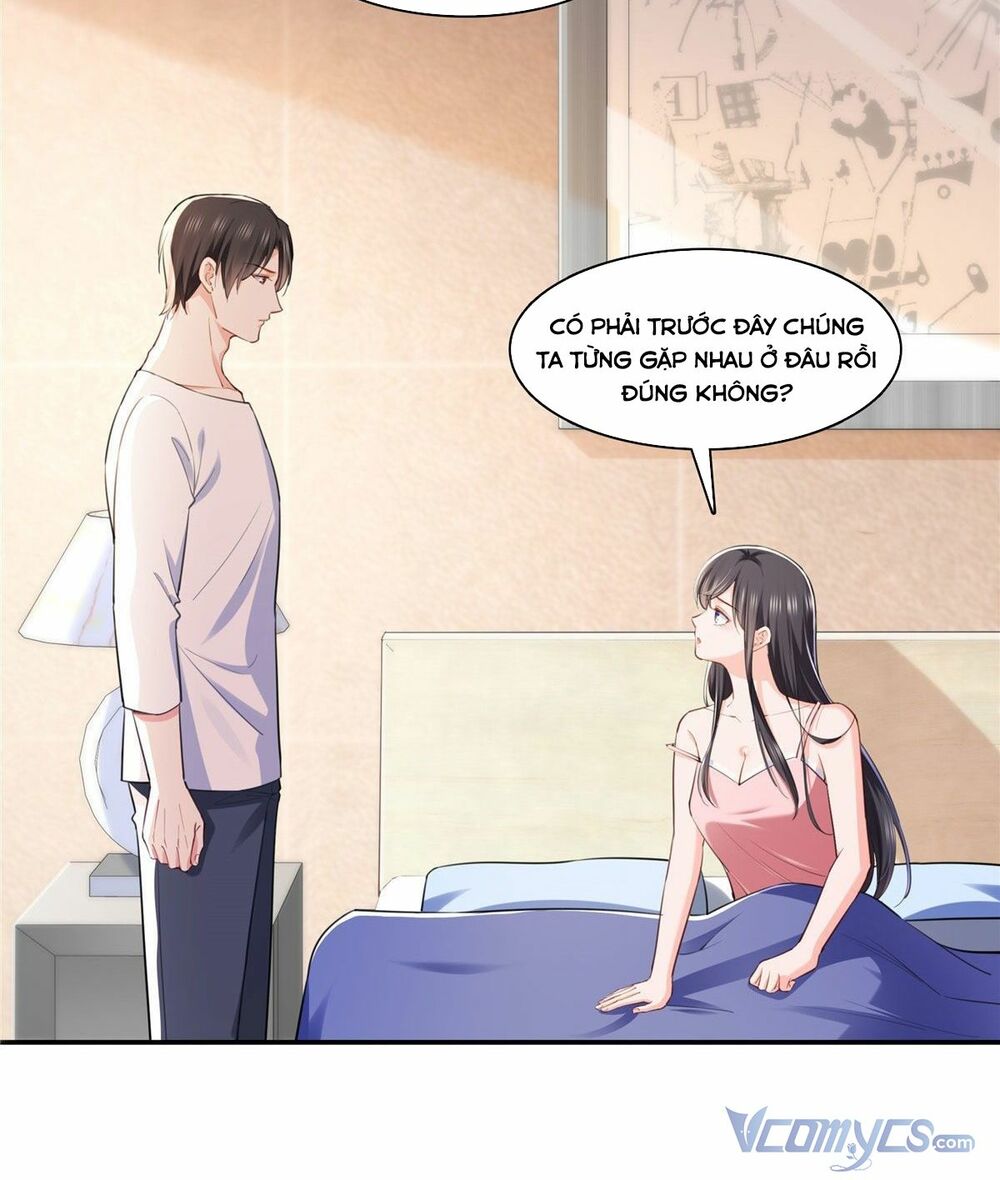 CÓ PHẢI TRƯỚC ĐÂY CHÚNG
TA TỪNG GẶP NHAU Ở ĐÂU RỒI
ĐÚNG KHÔNG?
VCOMYCS.com